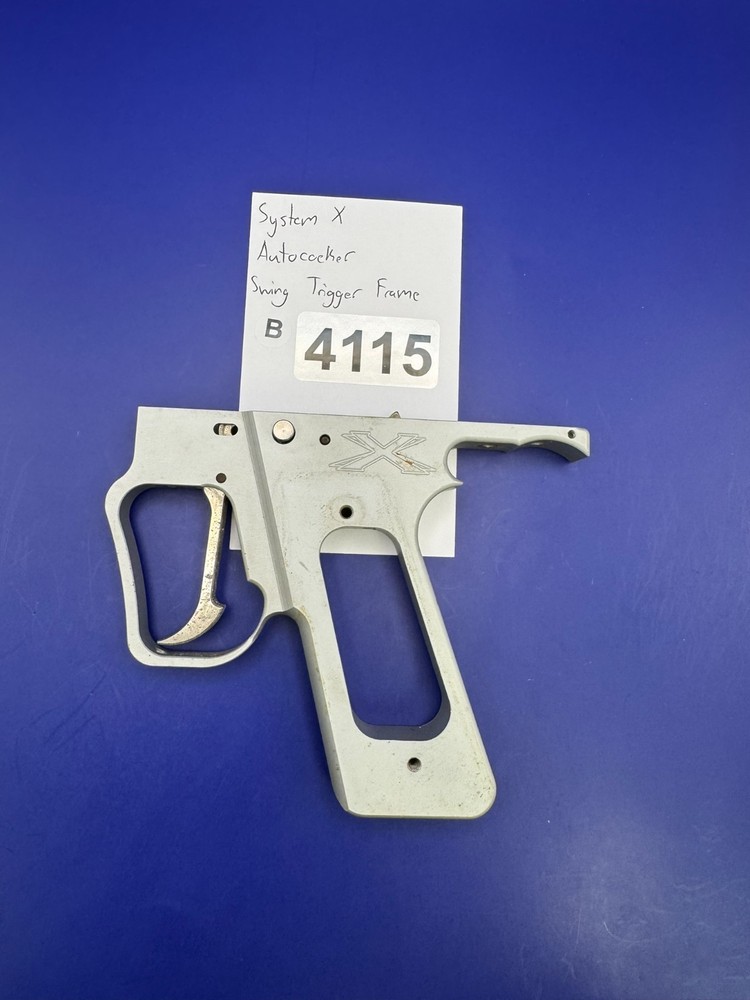 System X
Autococker
Swing Trigger Frame
B 4115
X